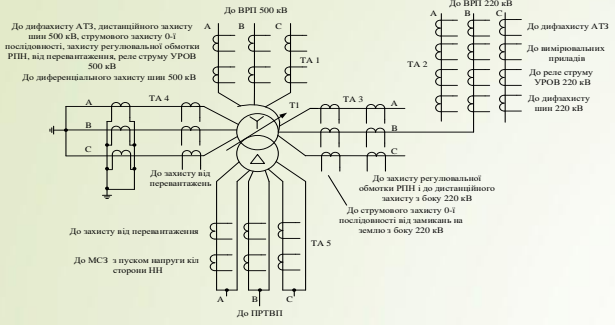 До ВРП 500 кВ
До ВРП 220 кВ
А
В
С
А
В
С
До дифзахисту АТЗ, дистанційного захисту
шин 500 кВ, струмового захисту 0-ї
послідовності, захисту регулювальної обмотки
РПН, від перевантаження, реле струму УРОВ
500 кВ
До диференціального захисту шин 500 кВ
ТА 1
ТА 2
До дифзахисту АТЗ
До вимірювальних
приладів
До реле струму
УРОВ 220 кВ
До дифзахисту
шин 220 кВ
А
ТА 4
Т1
ТА 3
А
В
В
С
С
До захисту від
перевантажень
До захисту регулювальної
обмотки РПН і до дистанційного
захисту з боку 220 кВ
До струмового захисту 0-ї
послідовності від замикань на
землю з боку 220 кВ
До захисту від перевантаження
ТА 5
До МСЗ з пуском напруги кіл
сторони НН
А
В
С
До ПРТВП